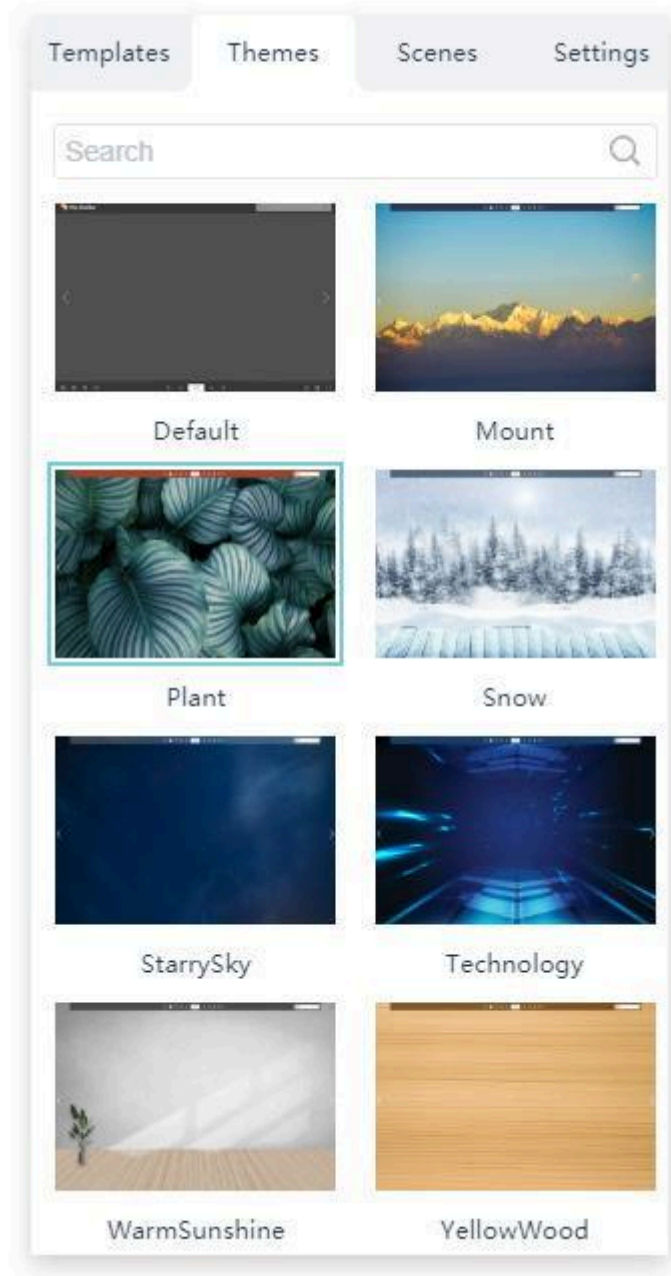 Templates Themes Scenes Settings
Search
Default Mount
Plant Snow
StarrySky Technology
WarmSunshine YellowWood